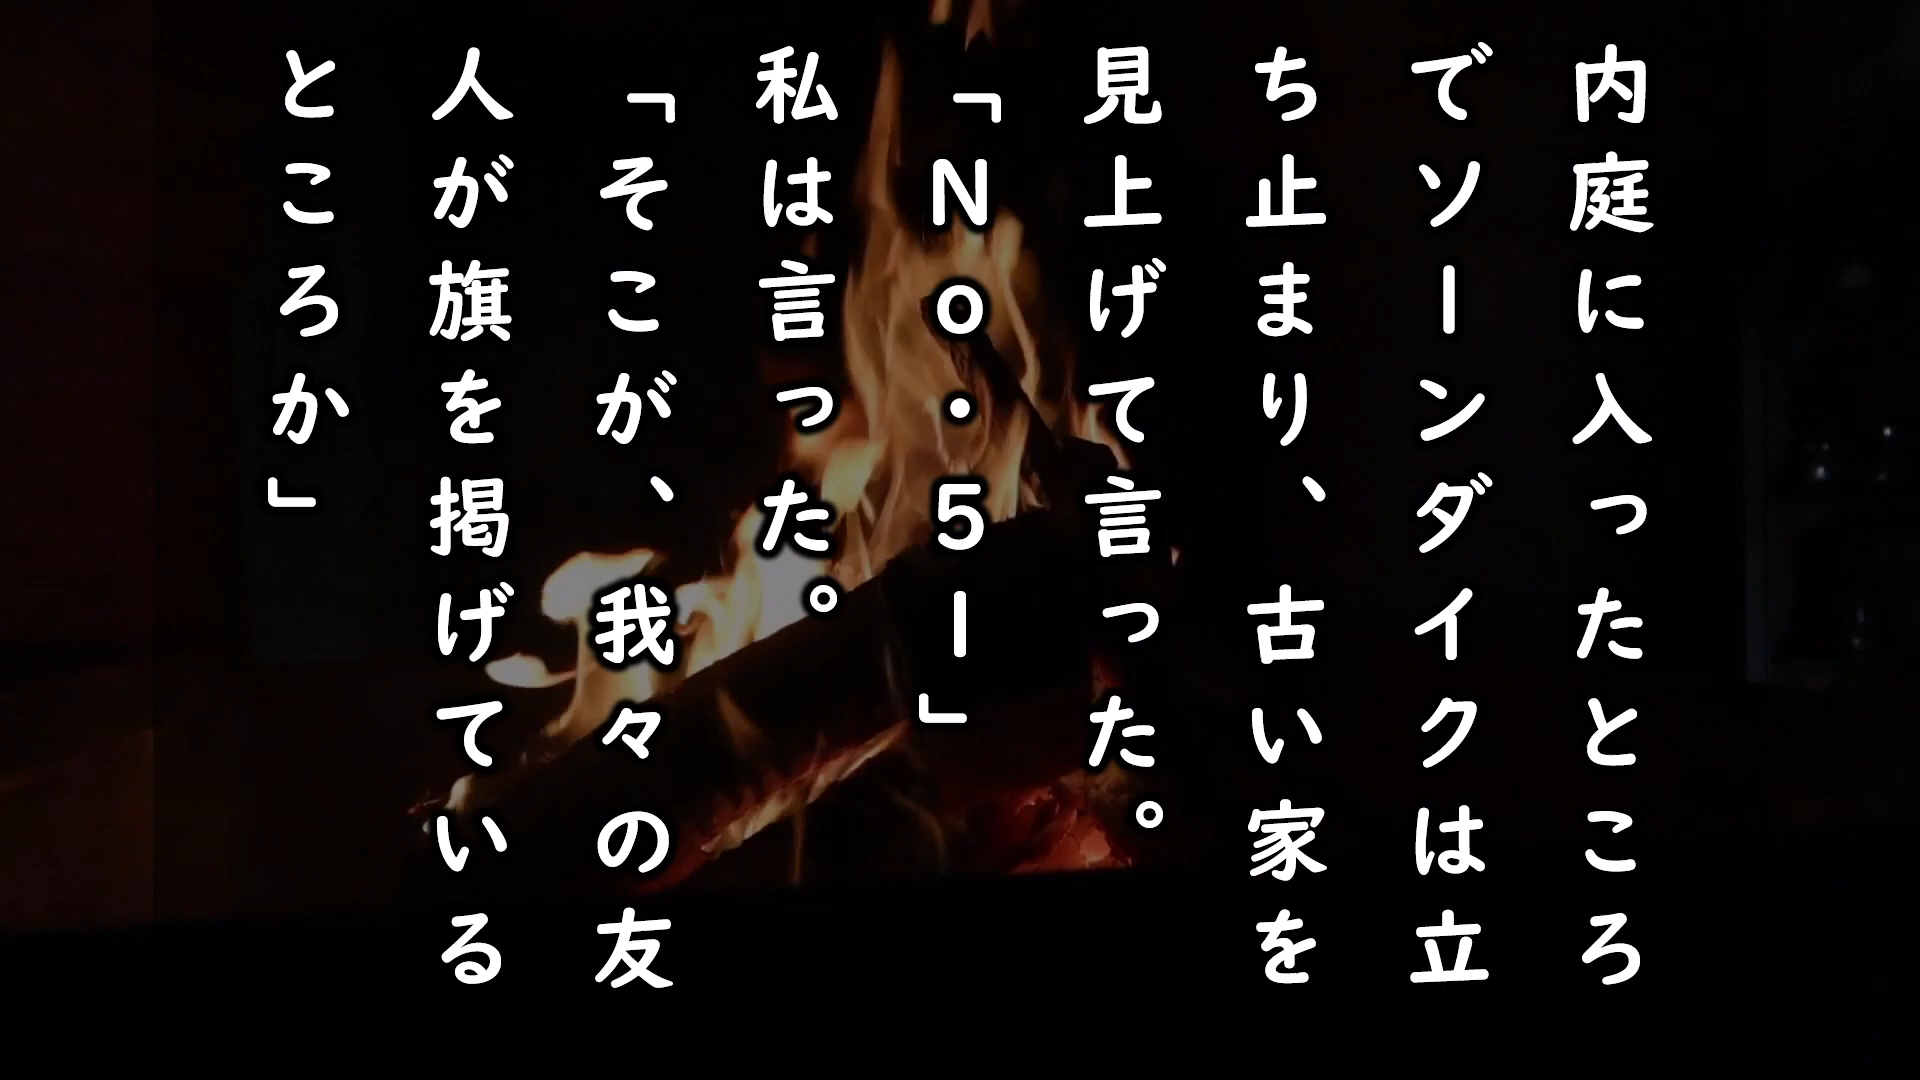 内庭に入ったところ
でソーンダイクは立
ち止まり、古い家を
見上げて言った。
「No・51」
私は言った。
「そこが、我々の友
人が旗を掲げている
ところか」